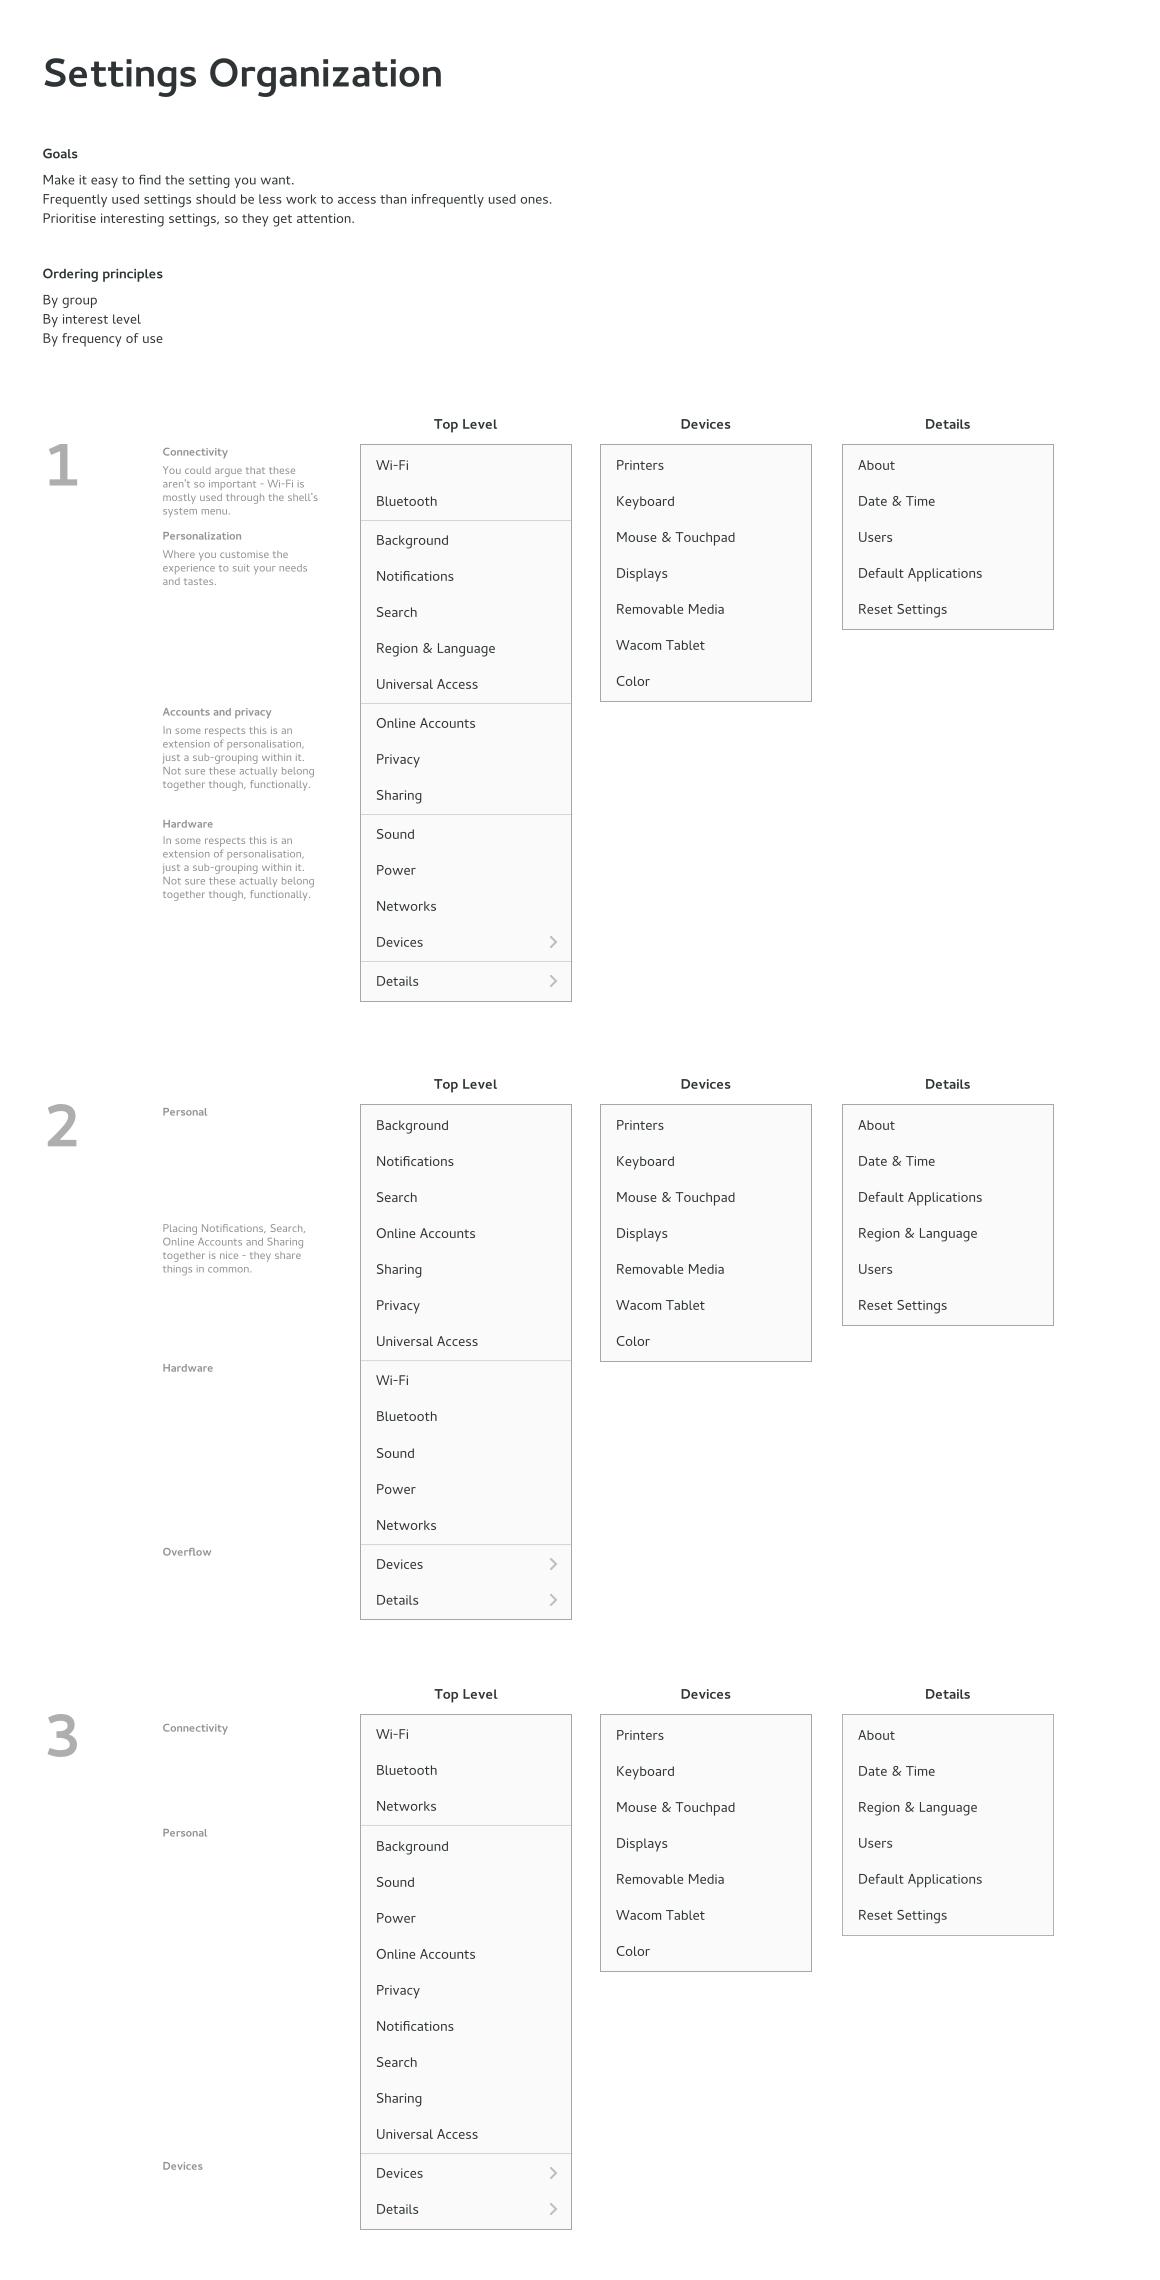 Settings Organization
Goals
Make it easy to find the setting you want.
Frequently used settings should be less work to access than infrequently used ones.
Prioritise interesting settings, so they get attention.
Ordering principles
By group
By interest level
By frequency of use
1
Connectivity
You could argue that these
aren't so important - Wi-Fi is
mostly used through the shell's
system menu.
Personalization
Where you customise the
experience to suit your needs
and tastes.
Accounts and privacy
In some respects this is an
extension of personalisation,
just a sub-grouping within it.
Not sure these actually belong
together though, functionally.
Hardware
In some respects this is an
extension of personalisation,
just a sub-grouping within it.
Not sure these actually belong
together though, functionally.
Top Level
Wi-Fi
Bluetooth
Background
Notifications
Search
Region & Language
Universal Access
Online Accounts
Privacy
Sharing
Sound
Power
Networks
Devices
Details
Devices
Printers
Keyboard
Mouse & Touchpad
Displays
Removable Media
Wacom Tablet
Color
Details
About
Date & Time
Users
Default Applications
Reset Settings
2
Personal
Placing Notifications, Search,
Online Accounts and Sharing
together is nice - they share
things in common.
Hardware
Overflow
Top Level
Background
Notifications
Search
Online Accounts
Sharing
Privacy
Universal Access
Wi-Fi
Bluetooth
Sound
Power
Networks
Devices
Details
Devices
Printers
Keyboard
Mouse & Touchpad
Displays
Removable Media
Wacom Tablet
Color
Details
About
Date & Time
Default Applications
Region & Language
Users
Reset Settings
3
Connectivity
Personal
Devices
Top Level
Wi-Fi
Bluetooth
Networks
Background
Sound
Power
Online Accounts
Privacy
Notifications
Search
Sharing
Universal Access
Devices
Details
Devices
Printers
Keyboard
Mouse & Touchpad
Displays
Removable Media
Wacom Tablet
Color
Details
About
Date & Time
Region & Language
Users
Default Applications
Reset Settings